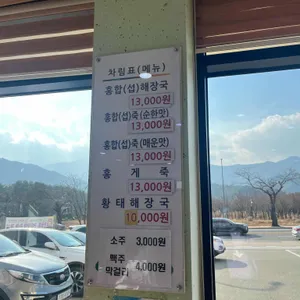 차림표(메뉴)
홍합(섭)해장국
13,000원
홍합(섭)죽(순한맛)
13,000원
홍합(섭)죽(매운맛)
13,000원
홍게죽
13,000원
황태해장국
10,000원
소주 3,000원
맥주
막걸리 4,000원